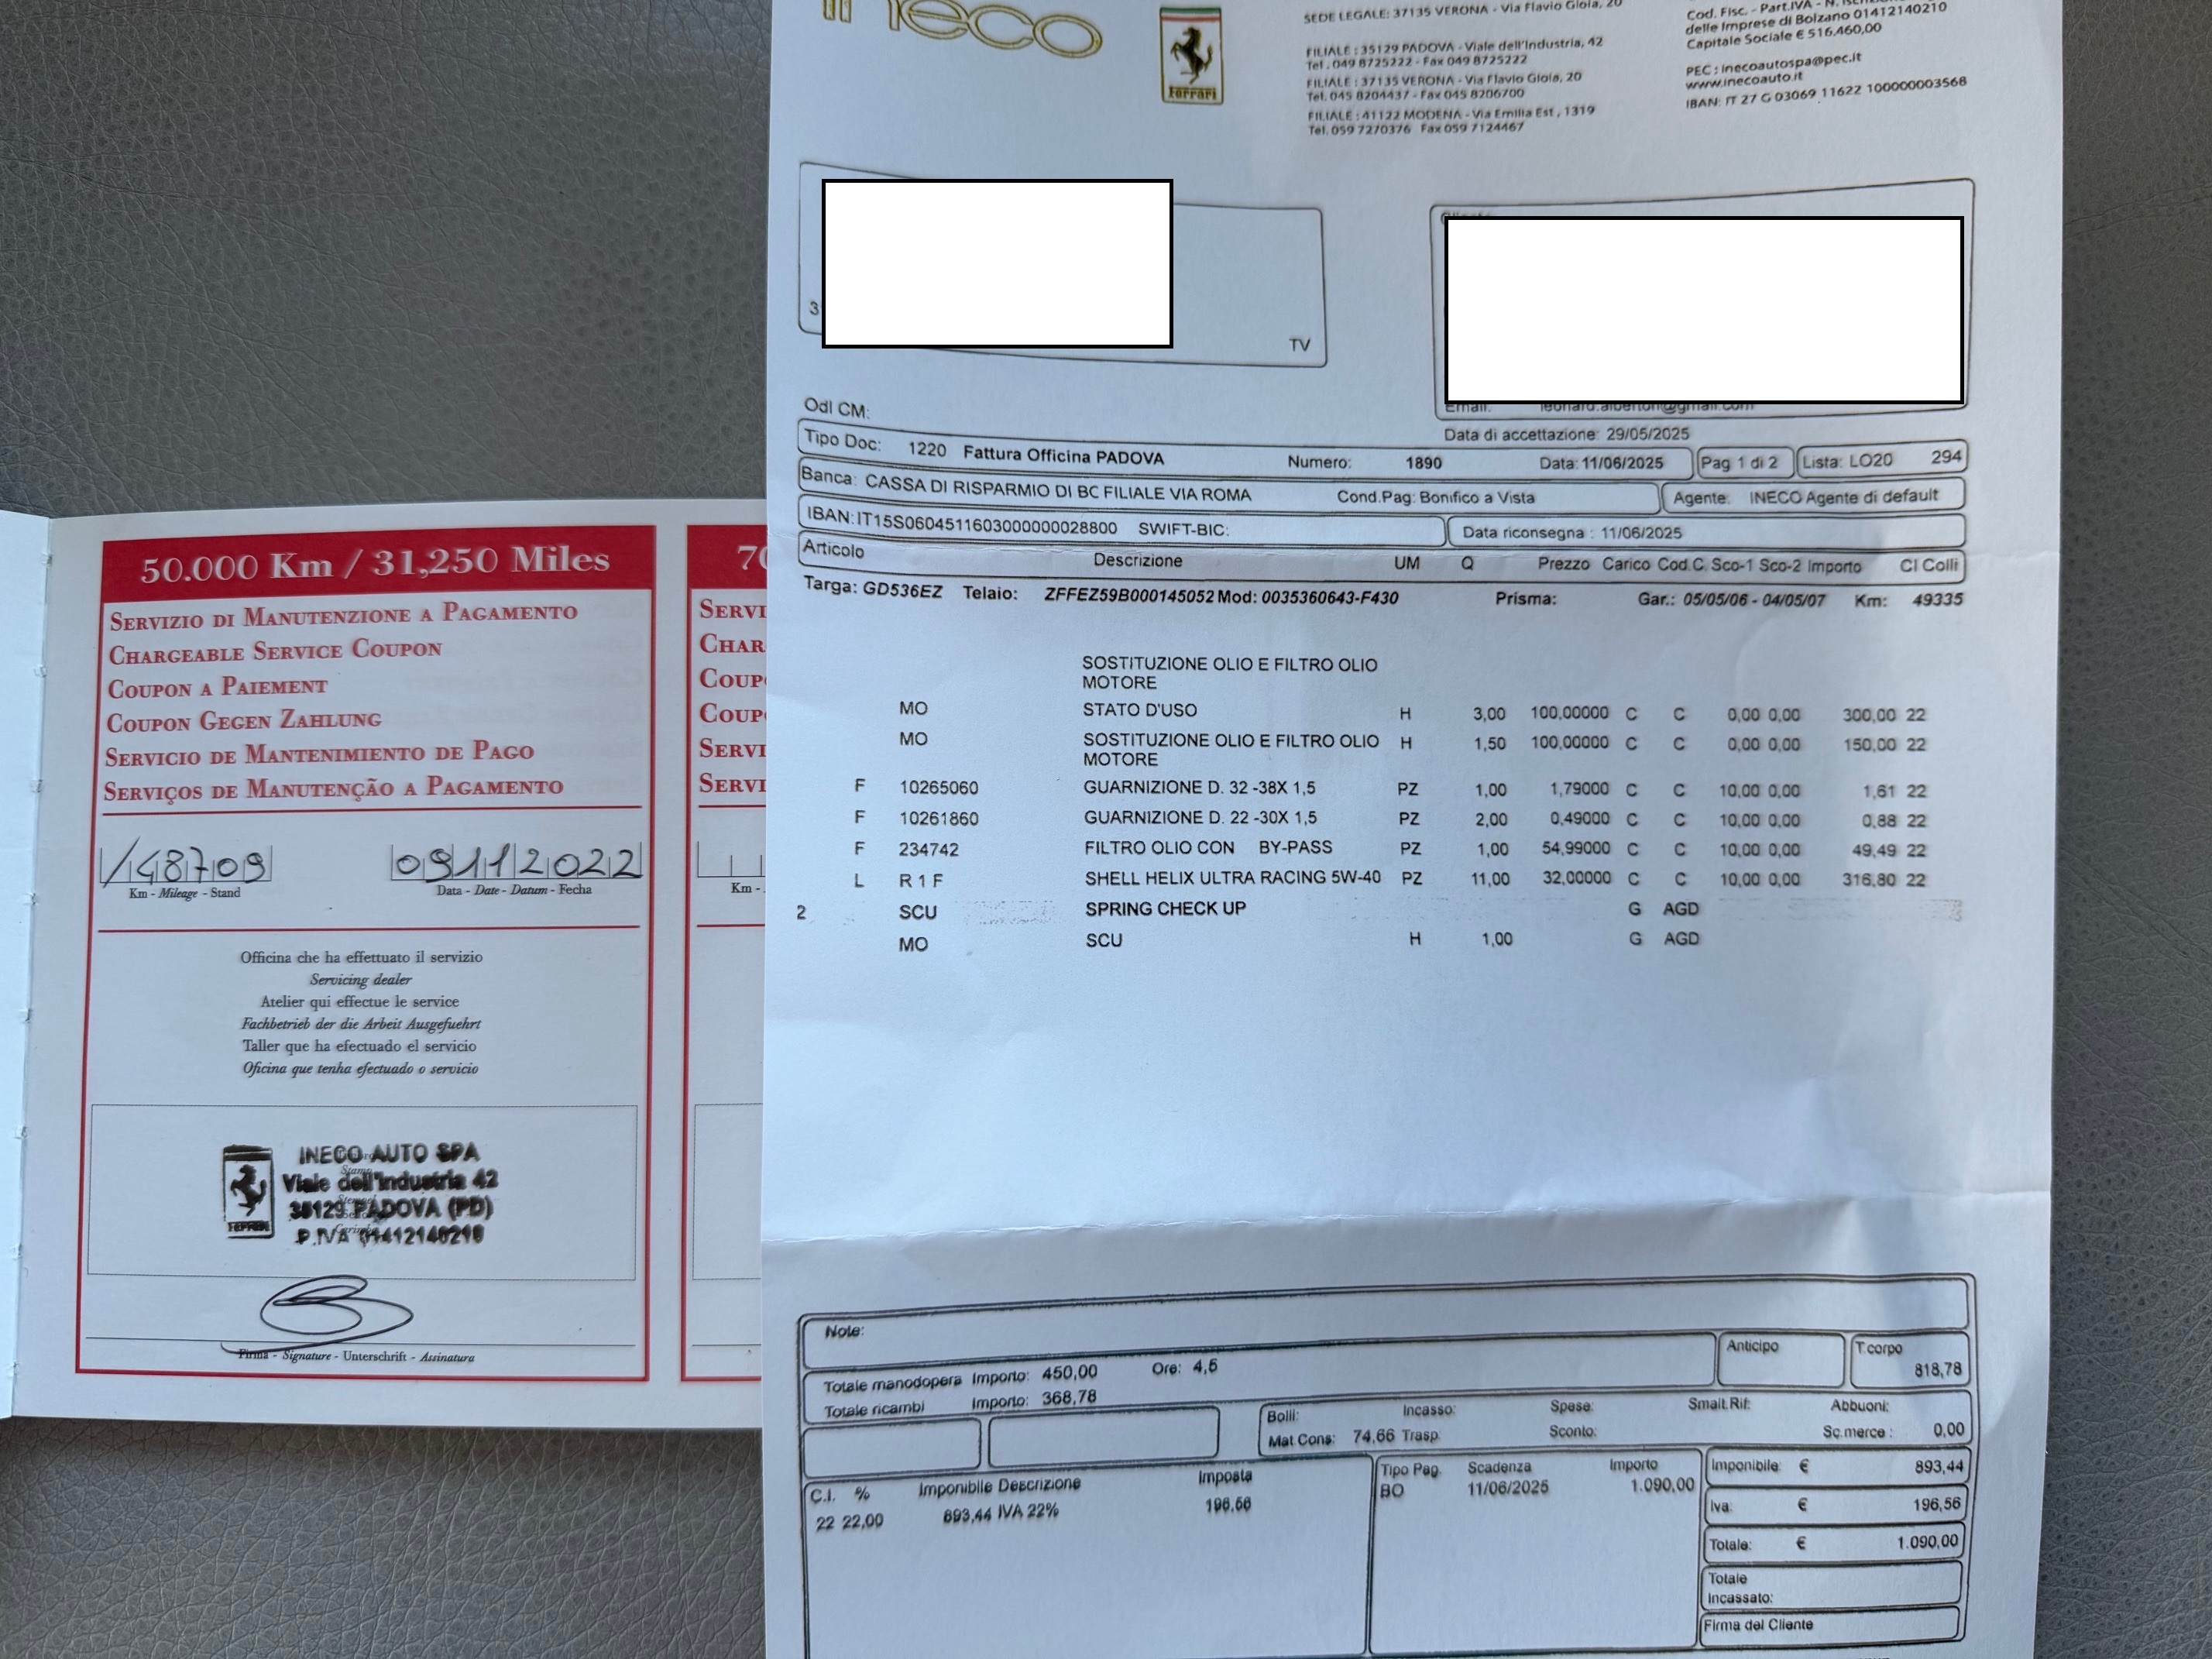 50.000 Km / 31,250 Miles
SERVIZIO DI MANUTENZIONE A PAGAMENTO
CHARGEABLE SERVICE COUPON
COUPON A PAIEMENT
COUPON GEGEN ZAHLUNG
SERVICIO DE MANTENIMIENTO DE PAGO
SERVIÇOS DE MANUTENÇÃO A PAGAMENTO
/48709 09112022
Km - Mileage - Stand Data - Date - Datum - Fecha
Officina che ha effettuato il servizio
Servicing dealer
Atelier qui effectue le service
Fachbetrieb der die Arbeit Ausgefuehrt
Taller que ha efectuado el servicio
Oficina que tenha efectuado o servicio
INECO AUTO SPA
Viale dell'Industria 42
35129 PADOVA (PD)
P.IVA 01412140210
Ferrari
Firma - Signature - Unterschrift - Assinatura
70
SERVI
CHAR
COUP
COUP
SERVI
SERVI
Km -
ineco
Ferrari
SEDE LEGALE: 37135 VERONA - Via Flavio Gioia, 20
FILIALE : 35129 PADOVA - Viale dell'Industria, 42
Tel. 049 8725222 - Fax 049 8725222
FILIALE : 37135 VERONA - Via Flavio Gioia, 20
Tel. 045 8204437 - Fax 045 8206700
FILIALE : 41122 MODENA - Via Emilia Est , 1319
Tel. 059 7270376 Fax 059 7124467
Cod. Fisc. - Part.IVA - N.
delle Imprese di Bolzano 01412140210
Capitale Sociale € 516.460,00
PEC : inecoautospa@pec.it
www.inecoauto.it
IBAN: IT 27 G 03069 11622 100000003568
3
TV
Email: leonard.alberton@gmail.com
Odl CM:
Data di accettazione: 29/05/2025
Tipo Doc: 1220 Fattura Officina PADOVA Numero: 1890 Data: 11/06/2025 Pag 1 di 2 Lista: LO20 294
Banca: CASSA DI RISPARMIO DI BC FILIALE VIA ROMA Cond.Pag: Bonifico a Vista Agente: INECO Agente di default
IBAN: IT15S0604511603000000028800 SWIFT-BIC: Data riconsegna : 11/06/2025
Articolo Descrizione UM Q Prezzo Carico Cod.C. Sco-1 Sco-2 Importo CI Colli
Targa: GD536EZ Telaio: ZFFEZ59B000145052 Mod: 0035360643-F430 Prisma: Gar.: 05/05/06 - 04/05/07 Km: 49335
SOSTITUZIONE OLIO E FILTRO OLIO
MOTORE
MO STATO D'USO H 3,00 100,00000 C C 0,00 0,00 300,00 22
MO SOSTITUZIONE OLIO E FILTRO OLIO H 1,50 100,00000 C C 0,00 0,00 150,00 22
MOTORE
F 10265060 GUARNIZIONE D. 32 -38X 1,5 PZ 1,00 1,79000 C C 10,00 0,00 1,61 22
F 10261860 GUARNIZIONE D. 22 -30X 1,5 PZ 2,00 0,49000 C C 10,00 0,00 0,88 22
F 234742 FILTRO OLIO CON BY-PASS PZ 1,00 54,99000 C C 10,00 0,00 49,49 22
L R 1 F SHELL HELIX ULTRA RACING 5W-40 PZ 11,00 32,00000 C C 10,00 0,00 316,80 22
2 SCU SPRING CHECK UP G AGD
MO SCU H 1,00 G AGD
Note:
Totale manodopera Importo: 450,00 Ore: 4,5 Anticipo T.corpo
Totale ricambi Importo: 368,78 818,78
Bolli: Incasso: Spese: Smalt.Rif: Abbuoni:
Mat Cons: 74,66 Trasp: Sconto: Sc.merce : 0,00
C.I. % Imponibile Descrizione Imposta
22 22,00 893,44 IVA 22% 196,56
Tipo Pag. Scadenza Importo
BO 11/06/2025 1.090,00
Imponibile: € 893,44
Iva: € 196,56
Totale: € 1.090,00
Totale
Incassato:
Firma del Cliente